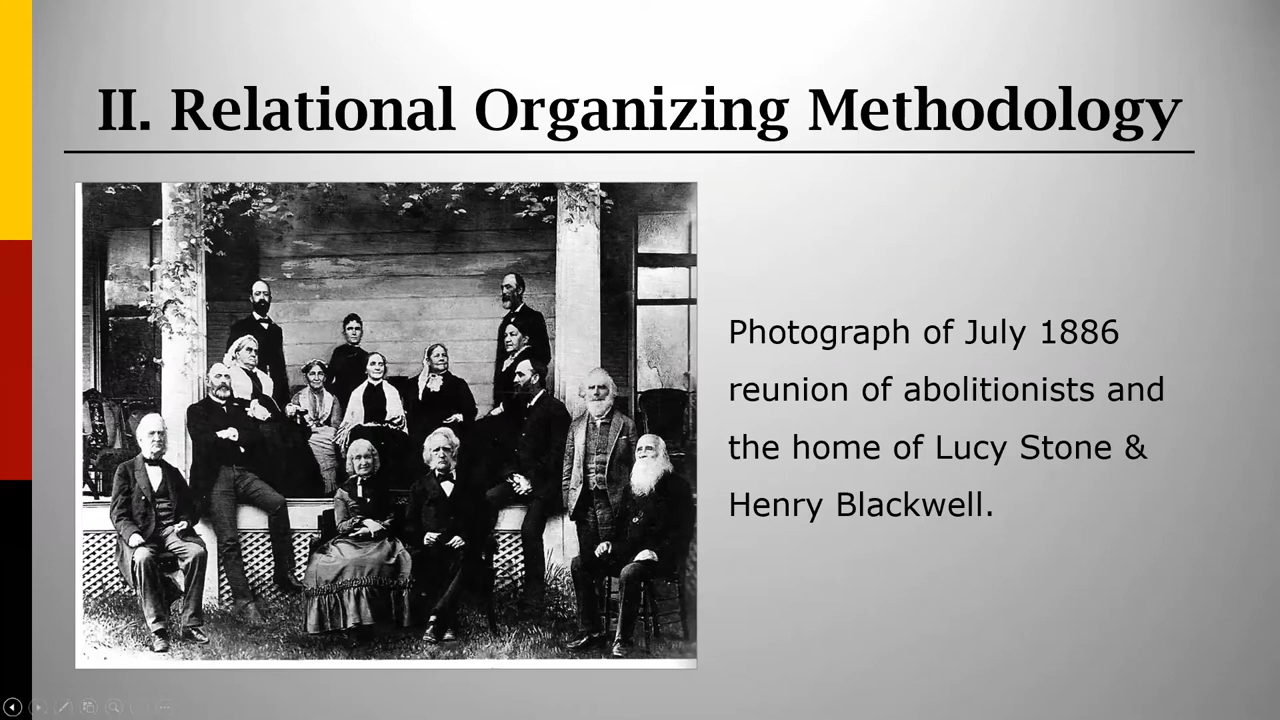 II. Relational Organizing Methodology
Photograph of July 1886
reunion of abolitionists and
the home of Lucy Stone &
Henry Blackwell.